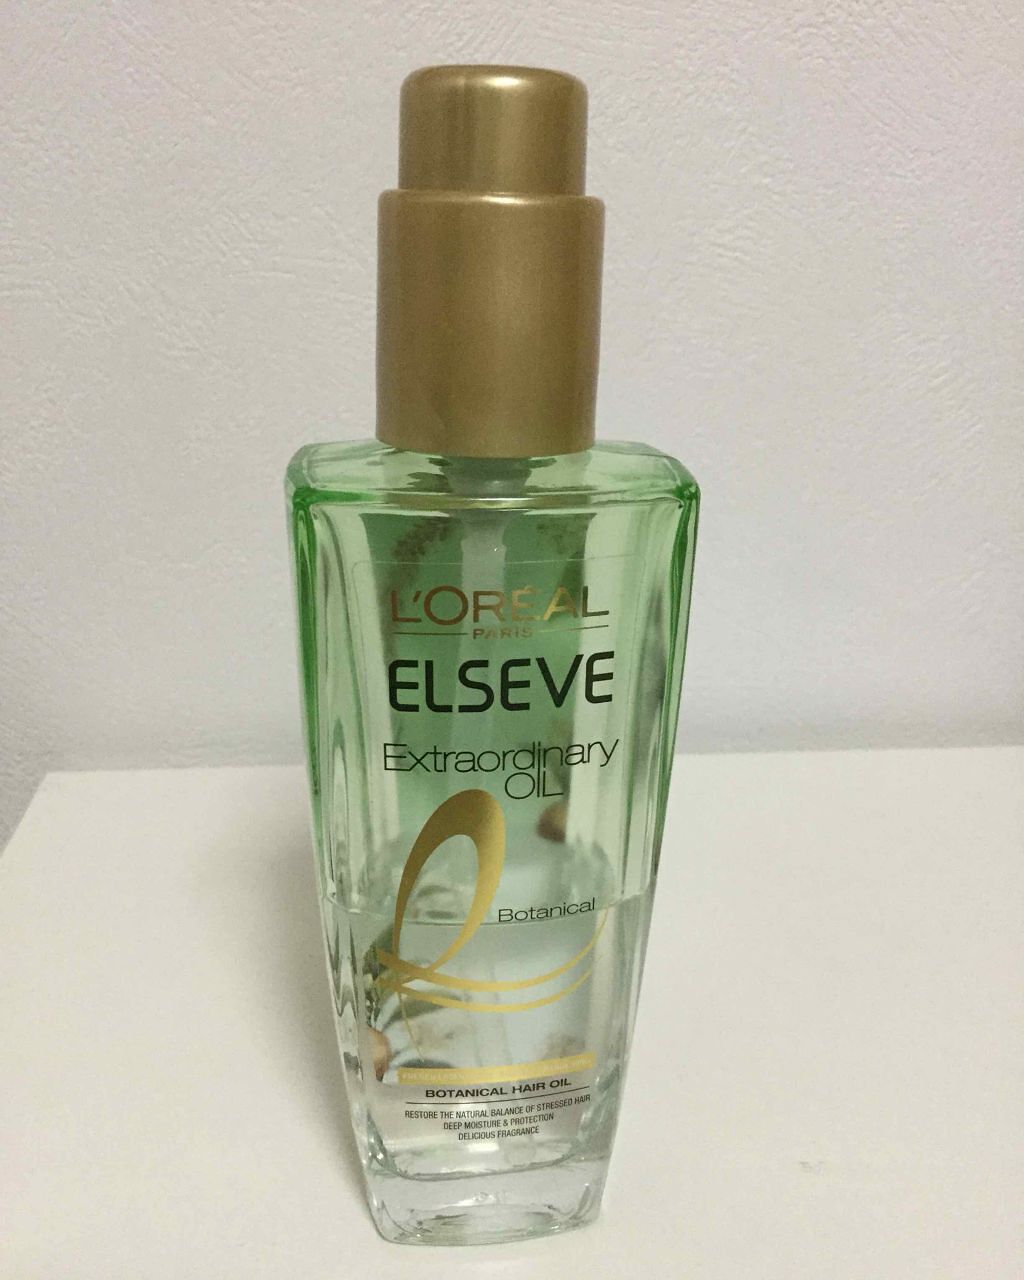 L'ORÉAL
PARIS
ELSEVE
Extraordinary
OIL
Botanical
BOTANICAL HAIR OIL
RESTORE THE NATURAL BALANCE OF STRESSED HAIR
DEEP MOISTURE & PROTECTION
DELICIOUS FRAGRANCE